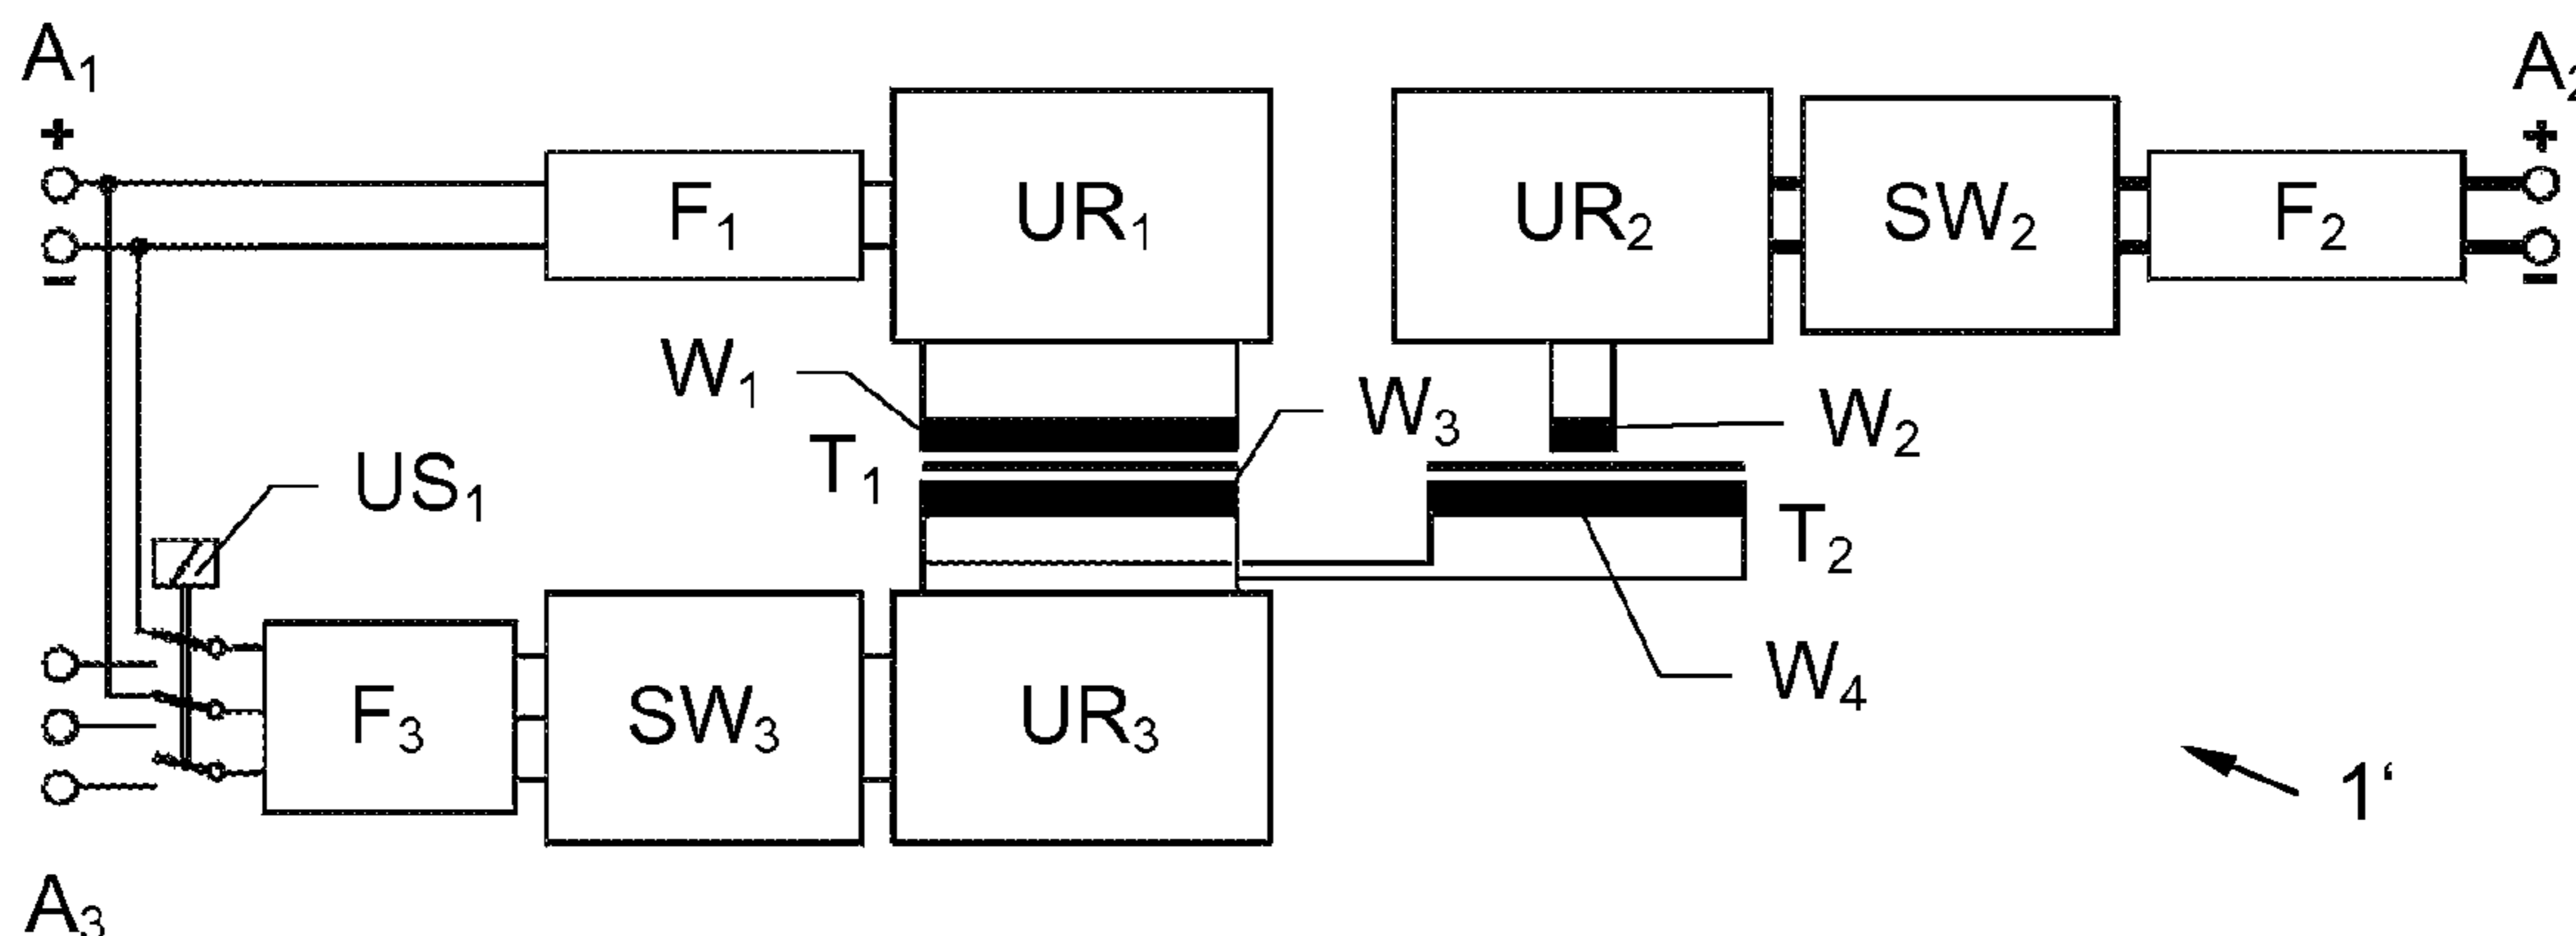 A₁
A₂
+
+
F₁
UR₁
UR₂
SW₂
F₂
-
-
W₁
W₃
W₂
T₁
US₁
T₂
W₄
F₃
SW₃
UR₃
1‘
A₃